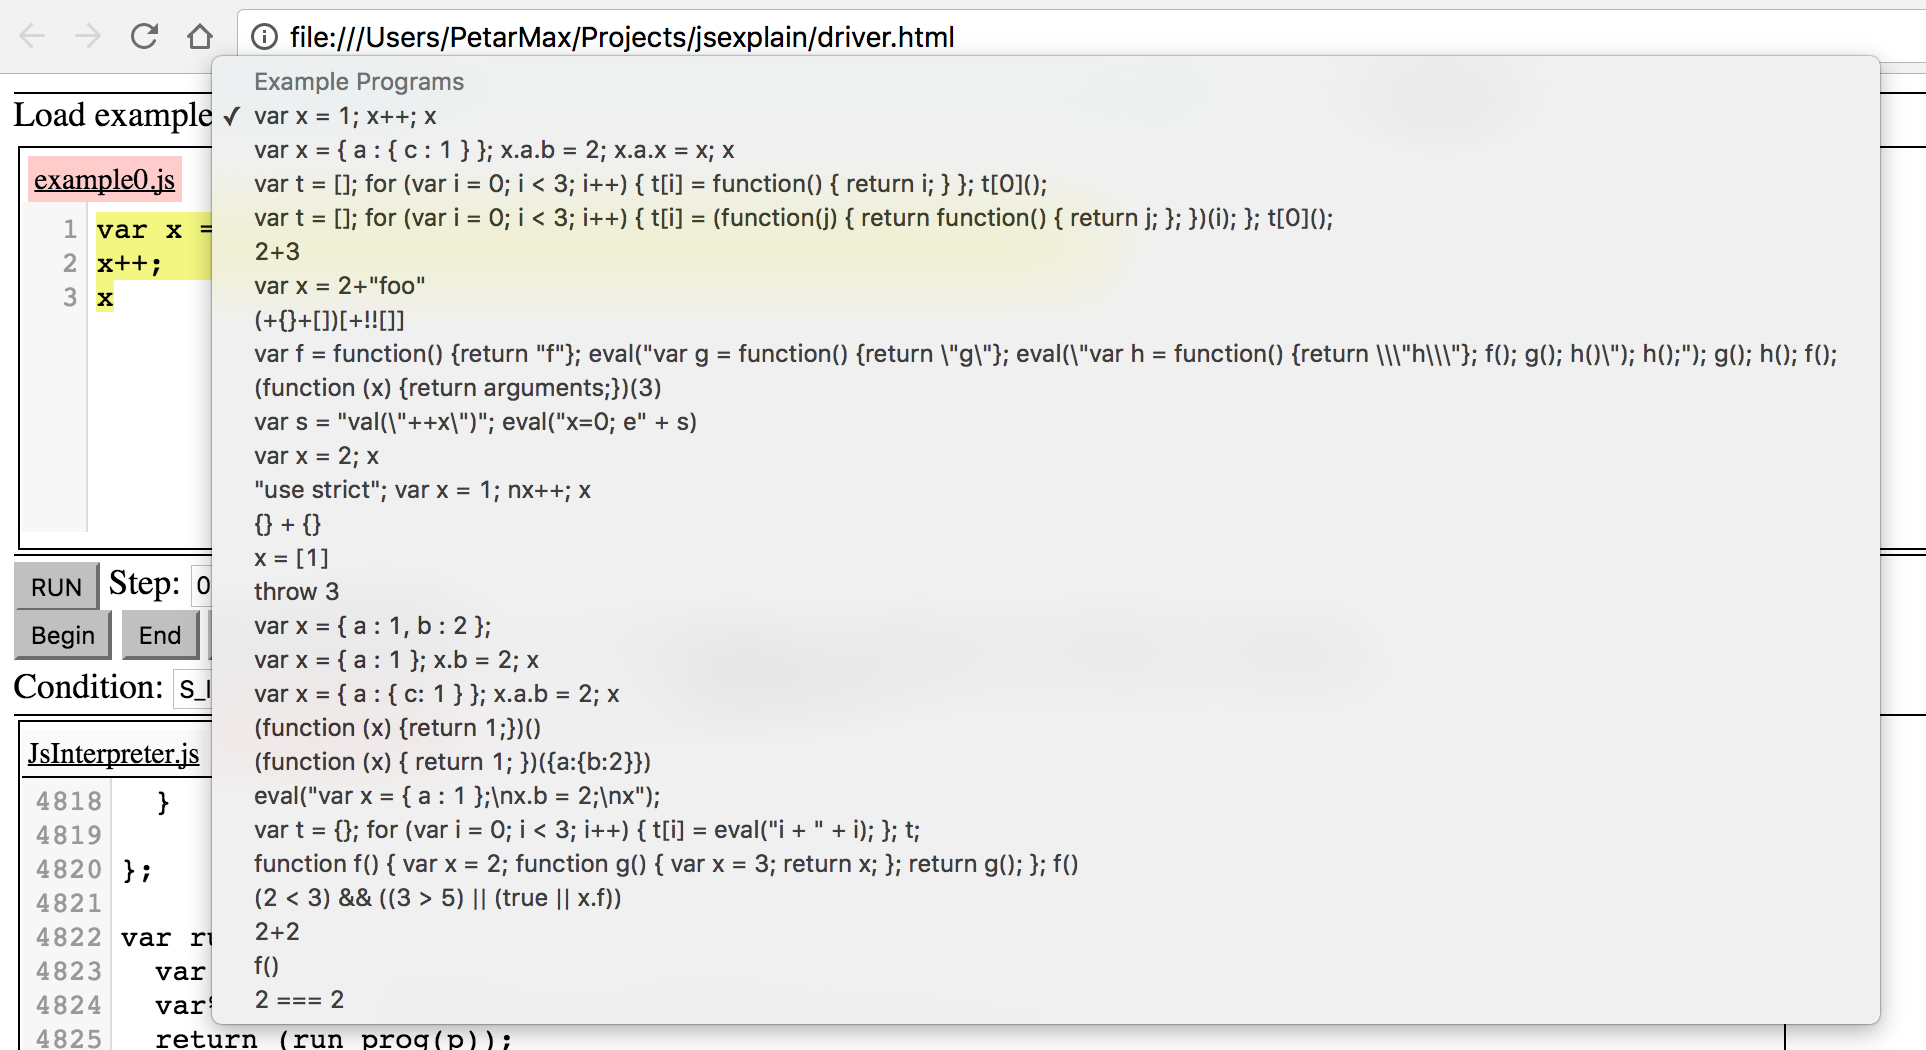 file:///Users/PetarMax/Projects/jsexplain/driver.html
Load example
Example Programs
✓ var x = 1; x++; x
var x = { a : { c : 1 } }; x.a.b = 2; x.a.x = x; x
var t = []; for (var i = 0; i < 3; i++) { t[i] = function() { return i; } }; t[0]();
var t = []; for (var i = 0; i < 3; i++) { t[i] = (function(j) { return function() { return j; }; })(i); }; t[0]();
2+3
var x = 2+"foo"
(+{}+[])[+!![]]
var f = function() {return "f"}; eval("var g = function() {return \"g\"}; eval(\"var h = function() {return \\\"h\\\"}; f(); g(); h()\"); h();"); g(); h(); f();
(function (x) {return arguments;})(3)
var s = "val(\"++x\")"; eval("x=0; e" + s)
var x = 2; x
"use strict"; var x = 1; nx++; x
{} + {}
x = [1]
throw 3
var x = { a : 1, b : 2 };
var x = { a : 1 }; x.b = 2; x
var x = { a : { c: 1 } }; x.a.b = 2; x
(function (x) {return 1;})()
(function (x) { return 1; })({a:{b:2}})
eval("var x = { a : 1 };\nx.b = 2;\nx");
var t = {}; for (var i = 0; i < 3; i++) { t[i] = eval("i + " + i); }; t;
function f() { var x = 2; function g() { var x = 3; return x; }; return g(); }; f()
(2 < 3) && ((3 > 5) || (true || x.f))
2+2
f()
2 === 2
example0.js
1 var x =
2 x++;
3 x
RUN Step: 0
Begin End
Condition: S_
JsInterpreter.js
4818 }
4819
4820 };
4821
4822 var
4823 var
4824 var
4825 return (run_prog(p));